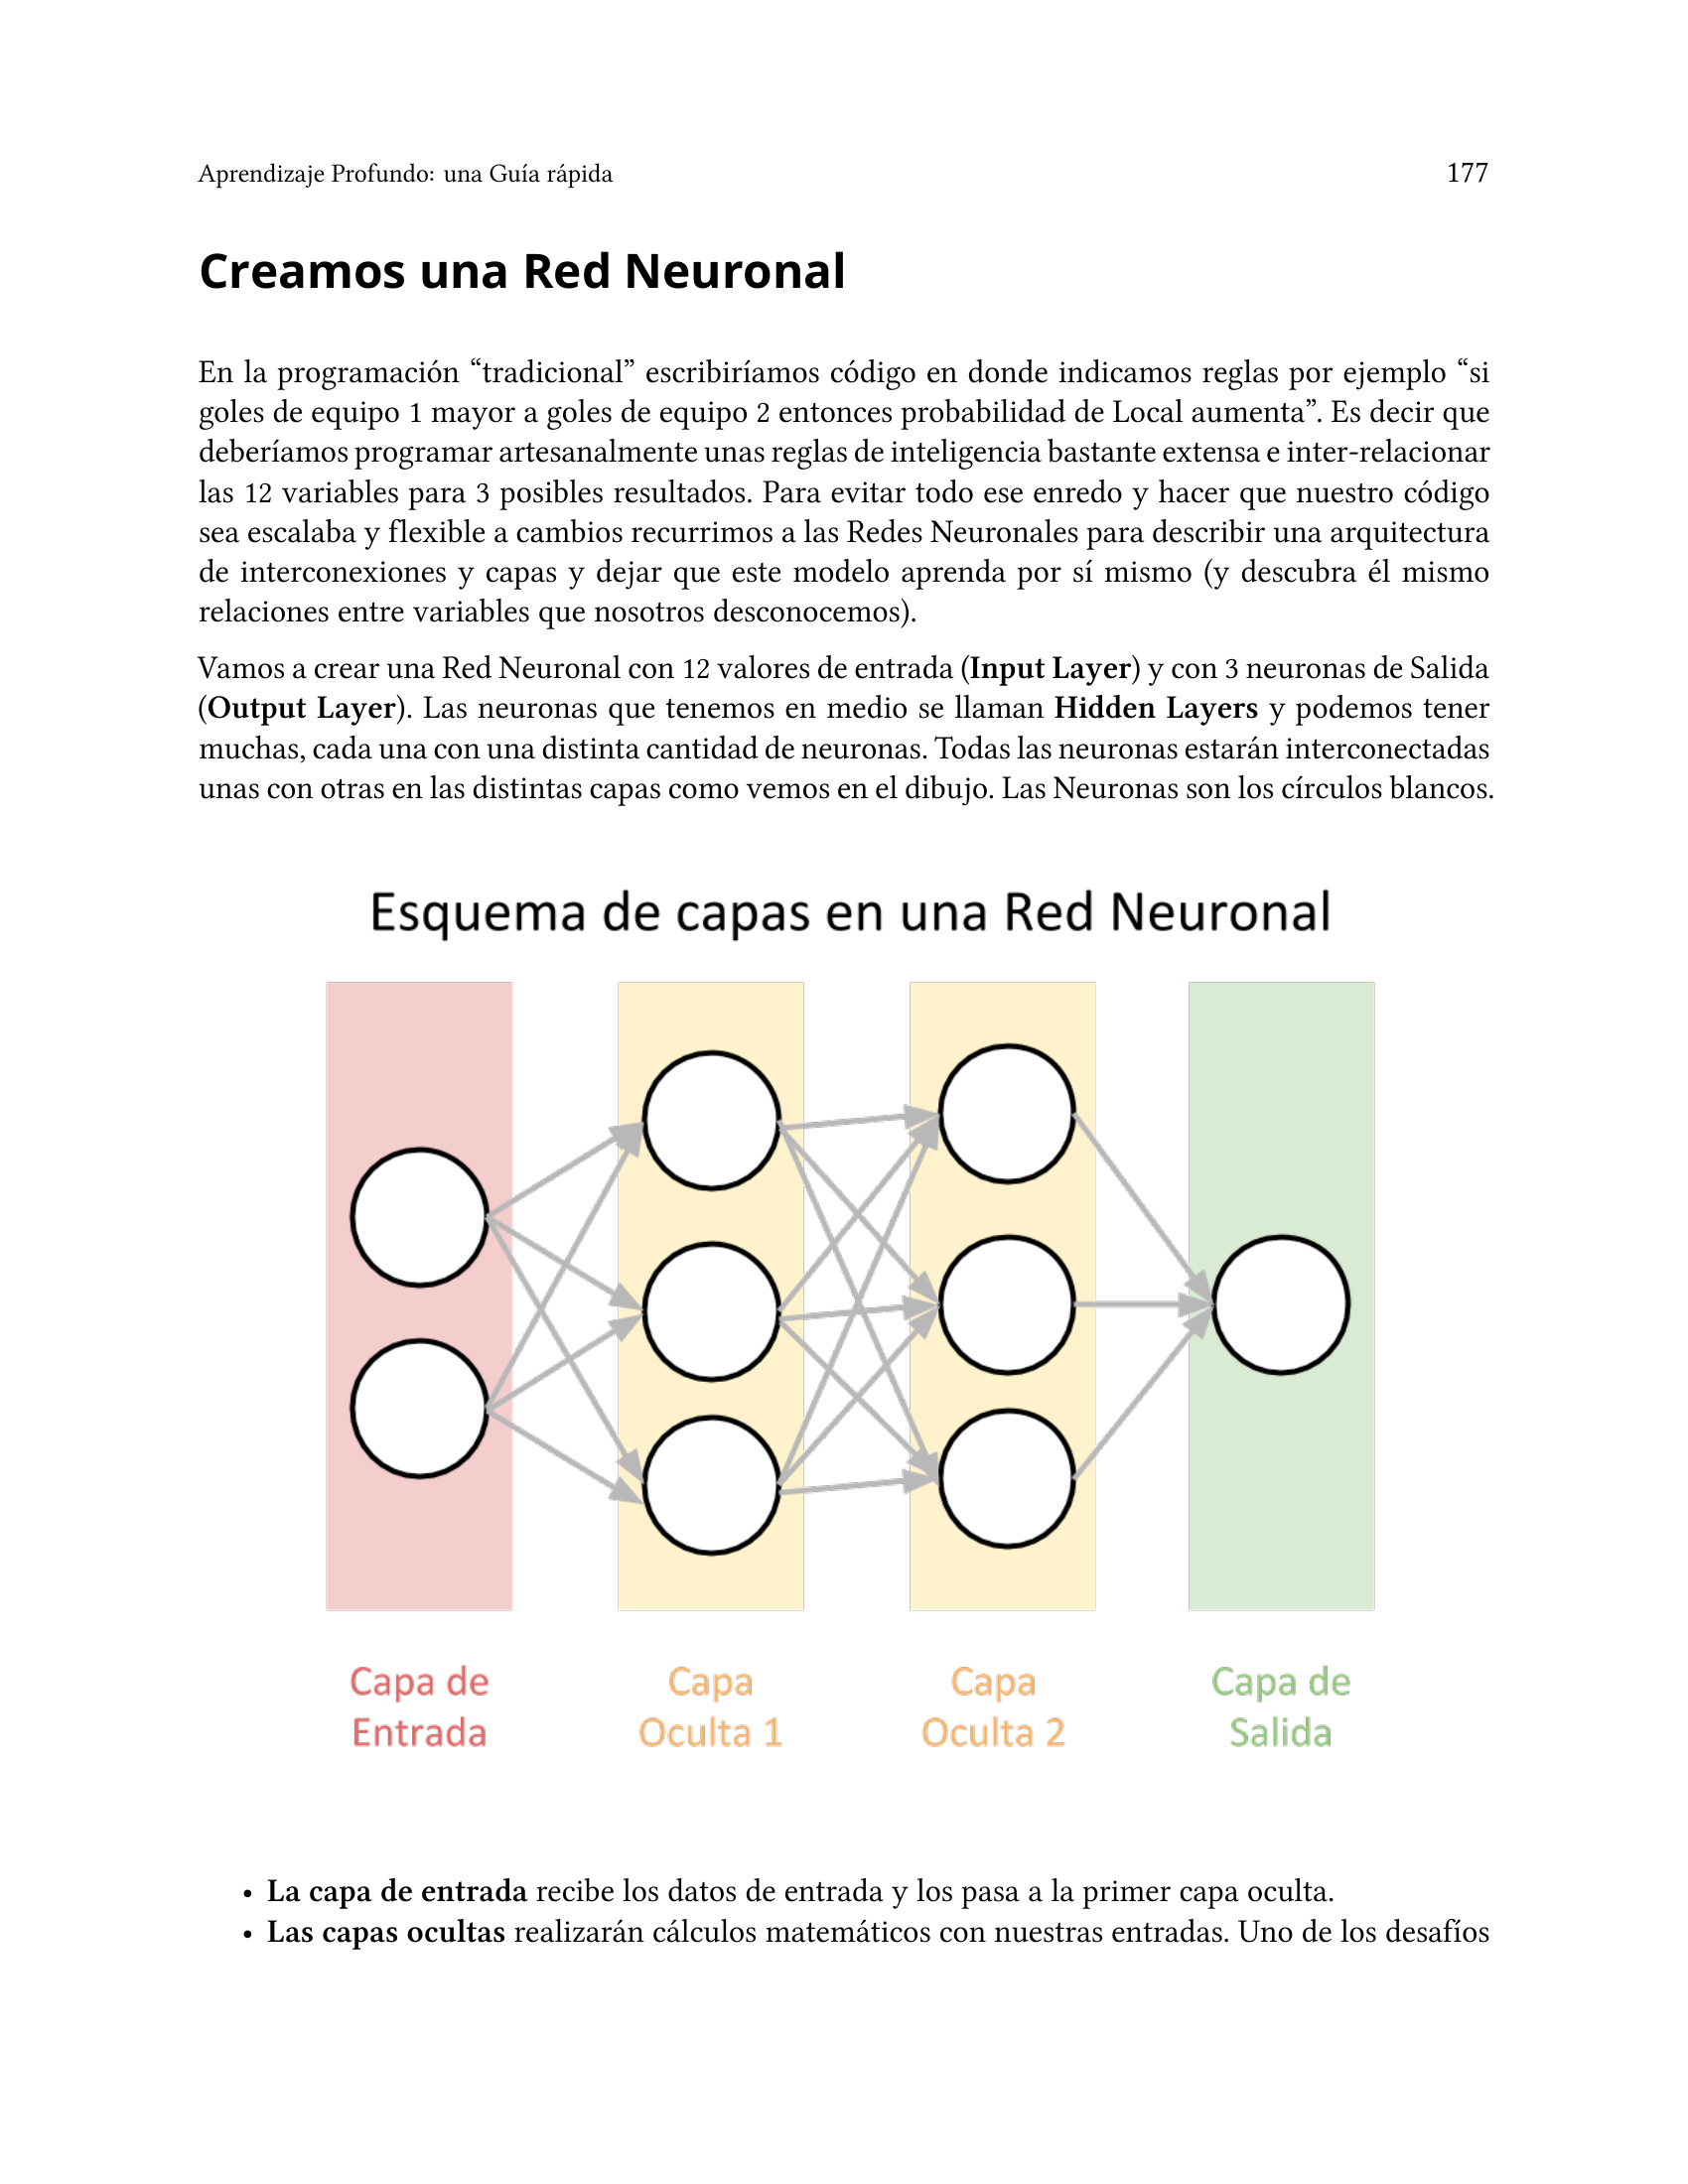 Aprendizaje Profundo: una Guía rápida 177
Creamos una Red Neuronal
En la programación “tradicional” escribiríamos código en donde indicamos reglas por ejemplo “si
goles de equipo 1 mayor a goles de equipo 2 entonces probabilidad de Local aumenta”. Es decir que
deberíamos programar artesanalmente unas reglas de inteligencia bastante extensa e inter-relacionar
las 12 variables para 3 posibles resultados. Para evitar todo ese enredo y hacer que nuestro código
sea escalaba y flexible a cambios recurrimos a las Redes Neuronales para describir una arquitectura
de interconexiones y capas y dejar que este modelo aprenda por sí mismo (y descubra él mismo
relaciones entre variables que nosotros desconocemos).
Vamos a crear una Red Neuronal con 12 valores de entrada (Input Layer) y con 3 neuronas de Salida
(Output Layer). Las neuronas que tenemos en medio se llaman Hidden Layers y podemos tener
muchas, cada una con una distinta cantidad de neuronas. Todas las neuronas estarán interconectadas
unas con otras en las distintas capas como vemos en el dibujo. Las Neuronas son los círculos blancos.
Esquema de capas en una Red Neuronal
Capa de
Entrada
Capa
Oculta 1
Capa
Oculta 2
Capa de
Salida
• La capa de entrada recibe los datos de entrada y los pasa a la primer capa oculta.
• Las capas ocultas realizarán cálculos matemáticos con nuestras entradas. Uno de los desafíos